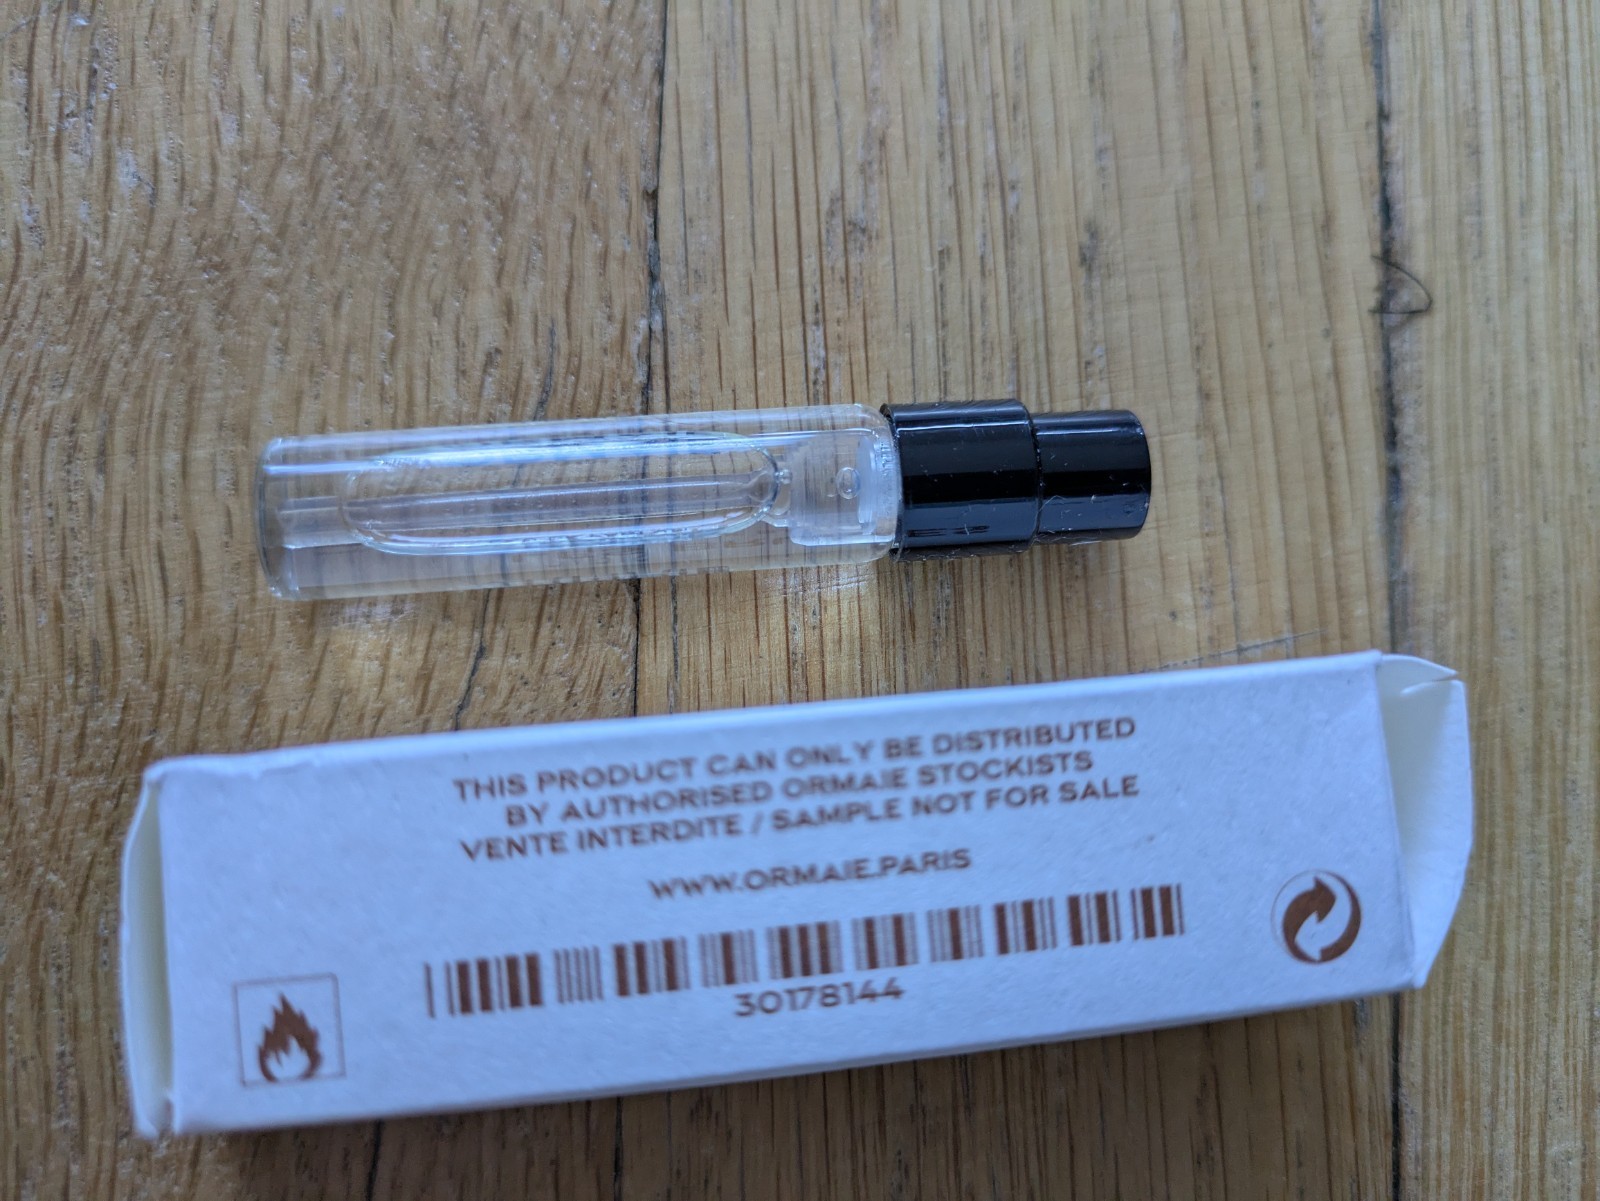 THIS PRODUCT CAN ONLY BE DISTRIBUTED
BY AUTHORISED ORMAIE STOCKISTS
VENTE INTERDITE / SAMPLE NOT FOR SALE
WWW.ORMAIE.PARIS
30178144